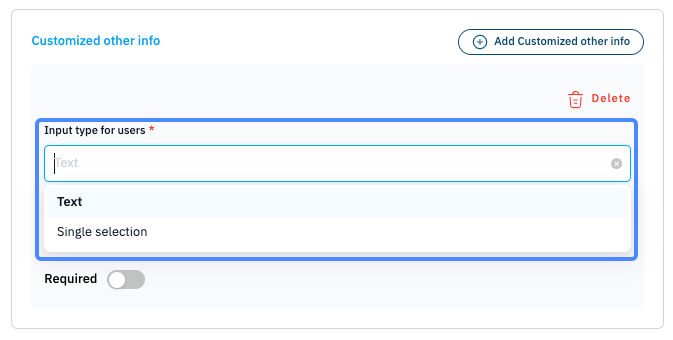 Customized other info
Add Customized other info
Delete
Input type for users *
Text
Text
Single selection
Required